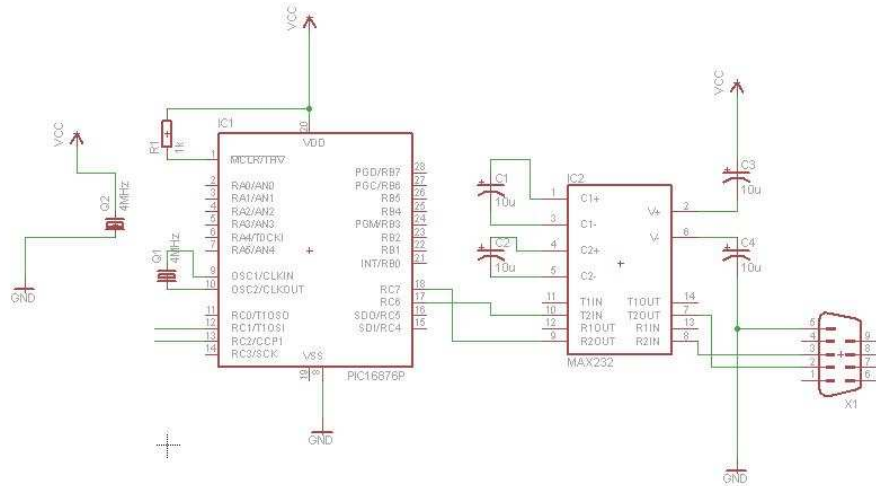 VCC
VCC
Q2
4MHz
GND
R1
1k
Q1
4MHz
IC1
20
VDD
1 MCLR/THV
2 RA0/AN0
3 RA1/AN1
4 RA2/AN2
5 RA3/AN3
6 RA4/T0CKI
7 RA5/AN4
9 OSC1/CLKIN
10 OSC2/CLKOUT
11 RC0/T1OSO
12 RC1/T1OSI
13 RC2/CCP1
14 RC3/SCK
PGD/RB7 28
PGC/RB6 27
RB5 26
RB4 25
PGM/RB3 24
RB2 23
RB1 22
INT/RB0 21
RC7 18
RC6 17
SDO/RC5 16
SDI/RC4 15
VSS
19
8
PIC16876P
GND
C1
10u
C2
10u
IC2
1 C1+
3 C1-
4 C2+
5 C2-
11 T1IN
10 T2IN
12 R1OUT
9 R2OUT
V+ 2
V- 6
T1OUT 14
T2OUT 7
R1IN 13
R2IN 8
MAX232
VCC
C3
10u
C4
10u
GND
5
4
3
2
1
9
8
7
6
X1